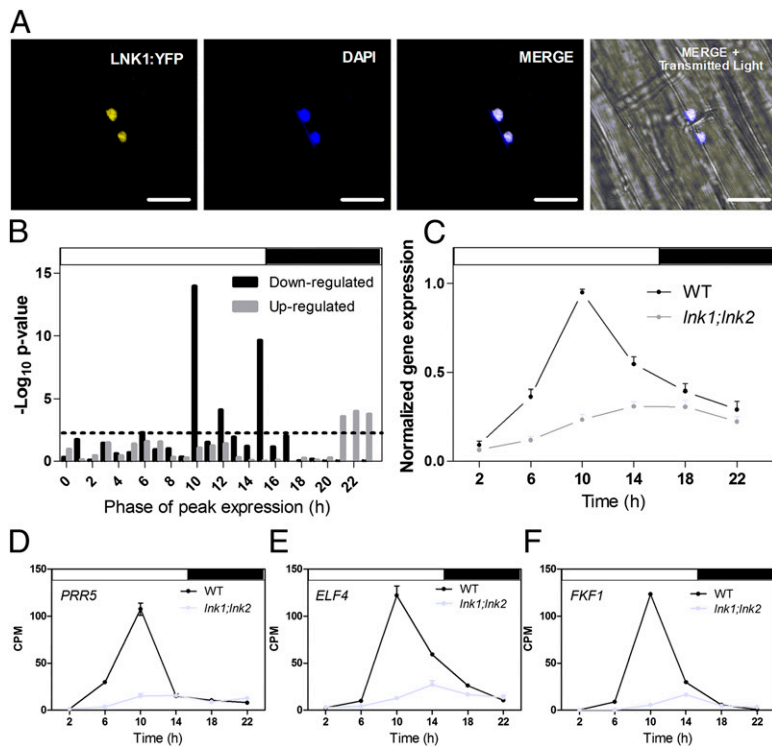 A
LNK1:YFP
DAPI
MERGE
MERGE +
Transmitted Light
B
-Log10 p-value
15
10
5
0
Down-regulated
Up-regulated
0 2 4 6 8 10 12 14 16 18 20 22
Phase of peak expression (h)
C
Normalized gene expression
1.0
0.5
0.0
WT
lnk1;lnk2
2 6 10 14 18 22
Time (h)
D
PRR5
WT
lnk1;lnk2
CPM
150
100
50
0
2 6 10 14 18 22
Time (h)
E
ELF4
WT
lnk1;lnk2
CPM
150
100
50
0
2 6 10 14 18 22
Time (h)
F
FKF1
WT
lnk1;lnk2
CPM
150
100
50
0
2 6 10 14 18 22
Time (h)